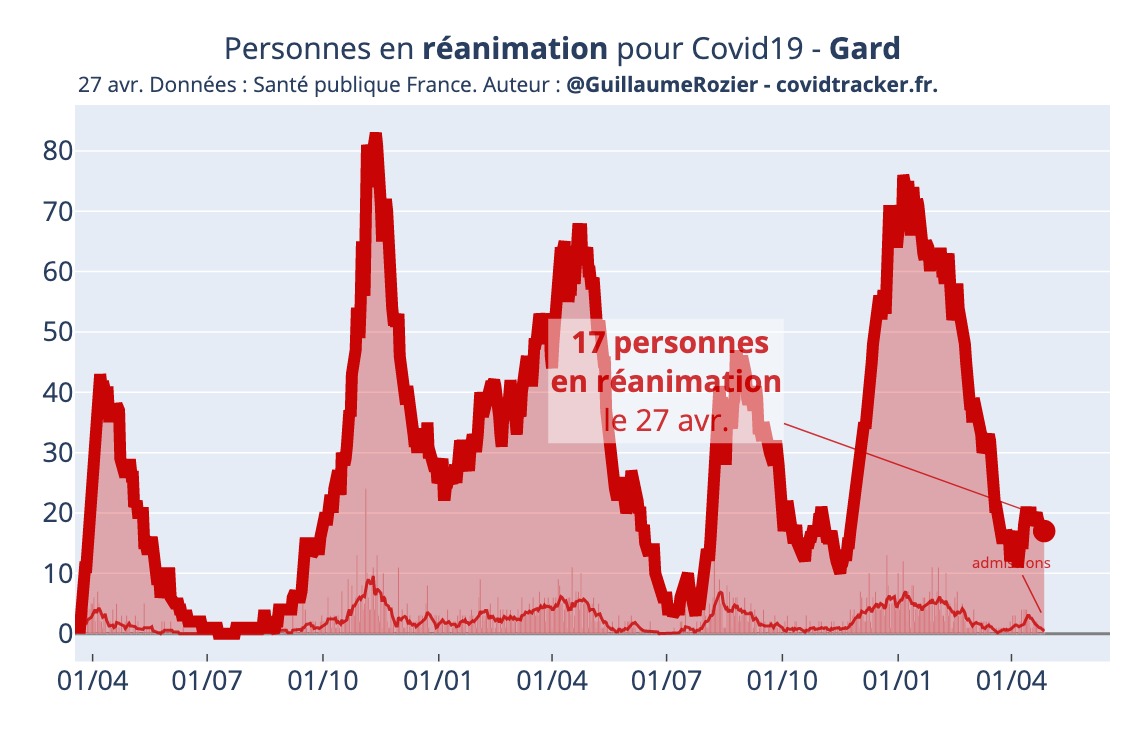 Personnes en réanimation pour Covid19 - Gard
27 avr. Données : Santé publique France. Auteur : @GuillaumeRozier - covidtracker.fr.
80
70
60
50
40
30
20
10
0
17 personnes
en réanimation
le 27 avr.
admissions
01/04 01/07 01/10 01/01 01/04 01/07 01/10 01/01 01/04